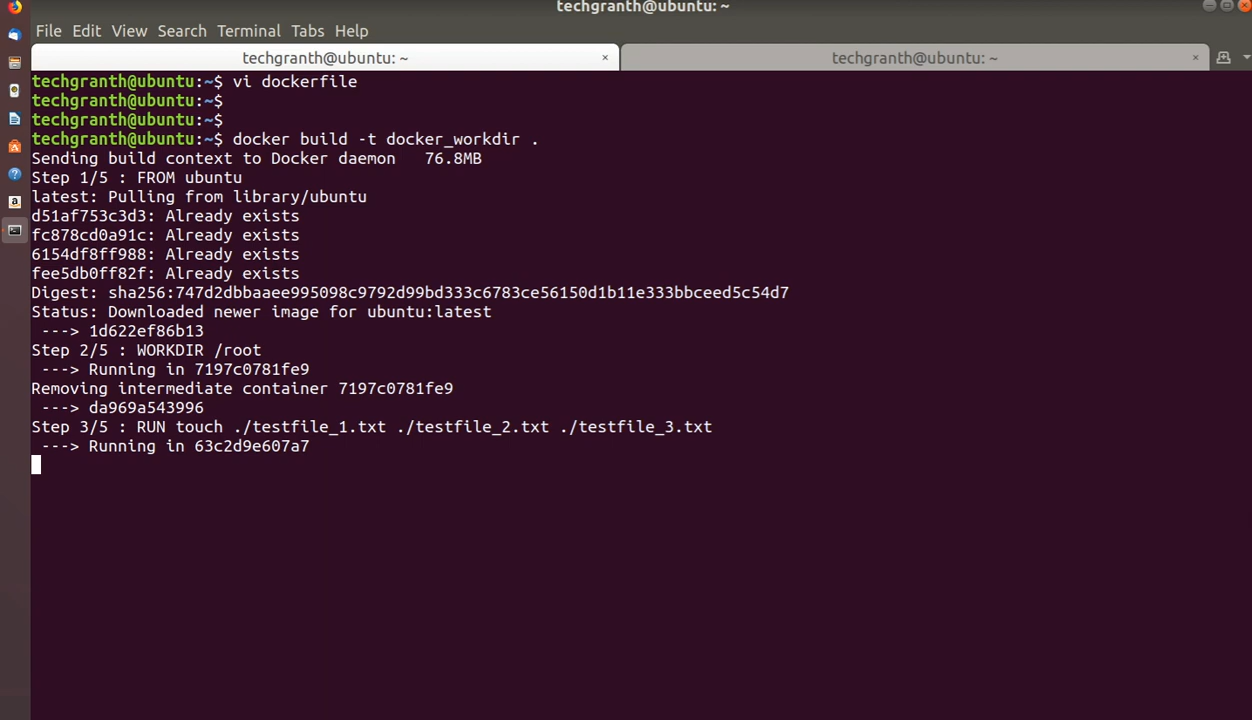 techgranth@ubuntu: ~
File Edit View Search Terminal Tabs Help
techgranth@ubuntu: ~ × techgranth@ubuntu: ~ ×
techgranth@ubuntu:~$ vi dockerfile
techgranth@ubuntu:~$
techgranth@ubuntu:~$
techgranth@ubuntu:~$ docker build -t docker_workdir .
Sending build context to Docker daemon   76.8MB
Step 1/5 : FROM ubuntu
latest: Pulling from library/ubuntu
d51af753c3d3: Already exists
fc878cd0a91c: Already exists
6154df8ff988: Already exists
fee5db0ff82f: Already exists
Digest: sha256:747d2dbbaaee995098c9792d99bd333c6783ce56150d1b11e333bbceed5c54d7
Status: Downloaded newer image for ubuntu:latest
 ---> 1d622ef86b13
Step 2/5 : WORKDIR /root
 ---> Running in 7197c0781fe9
Removing intermediate container 7197c0781fe9
 ---> da969a543996
Step 3/5 : RUN touch ./testfile_1.txt ./testfile_2.txt ./testfile_3.txt
 ---> Running in 63c2d9e607a7